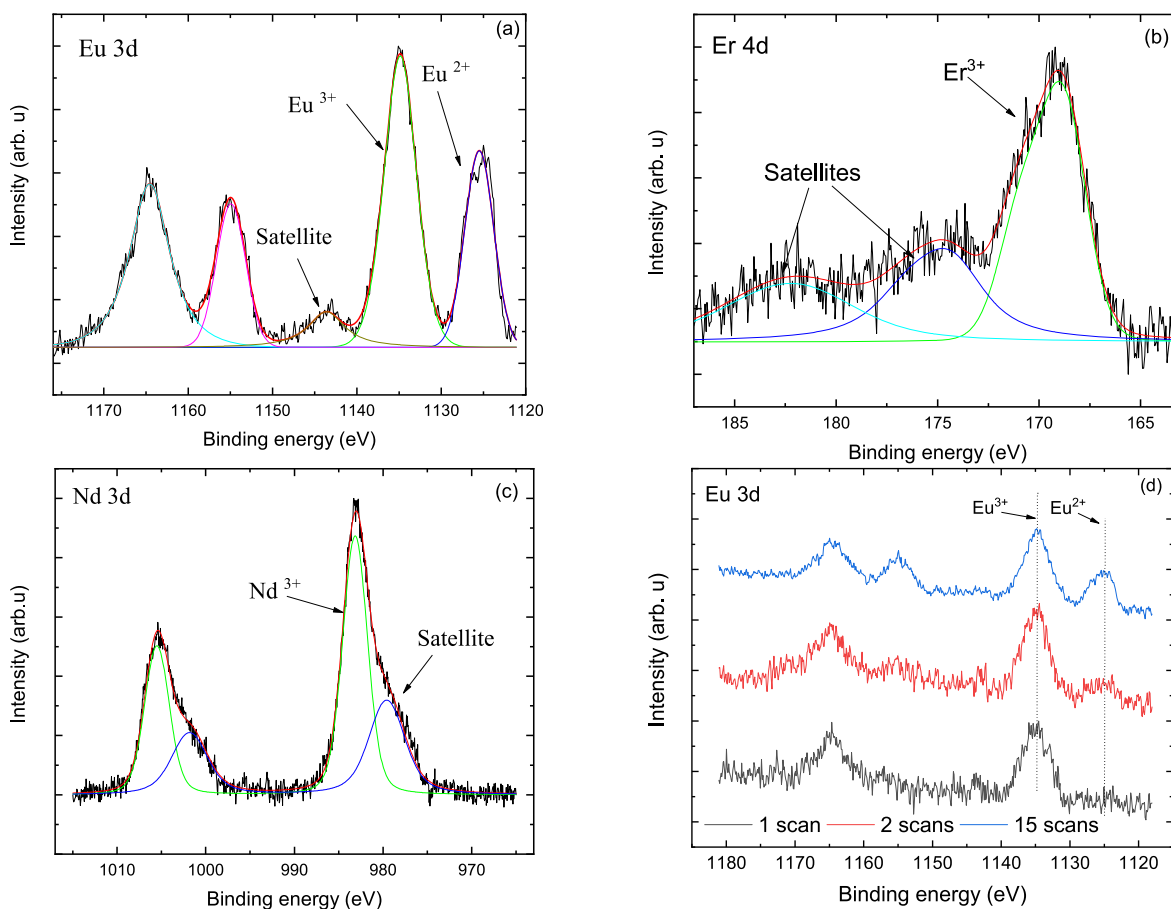 (a)
Eu 3d
Eu 3+
Eu 2+
Satellite
Intensity (arb. u)
1170 1160 1150 1140 1130 1120
Binding energy (eV)
(b)
Er 4d
Er3+
Satellites
Intensity (arb. u)
185 180 175 170 165
Binding energy (eV)
(c)
Nd 3d
Nd 3+
Satellite
Intensity (arb.u)
1010 1000 990 980 970
Binding energy (eV)
(d)
Eu 3d
Eu3+ Eu2+
Intensity (arb. u)
1 scan 2 scans 15 scans
1180 1170 1160 1150 1140 1130 1120
Binding energy (eV)